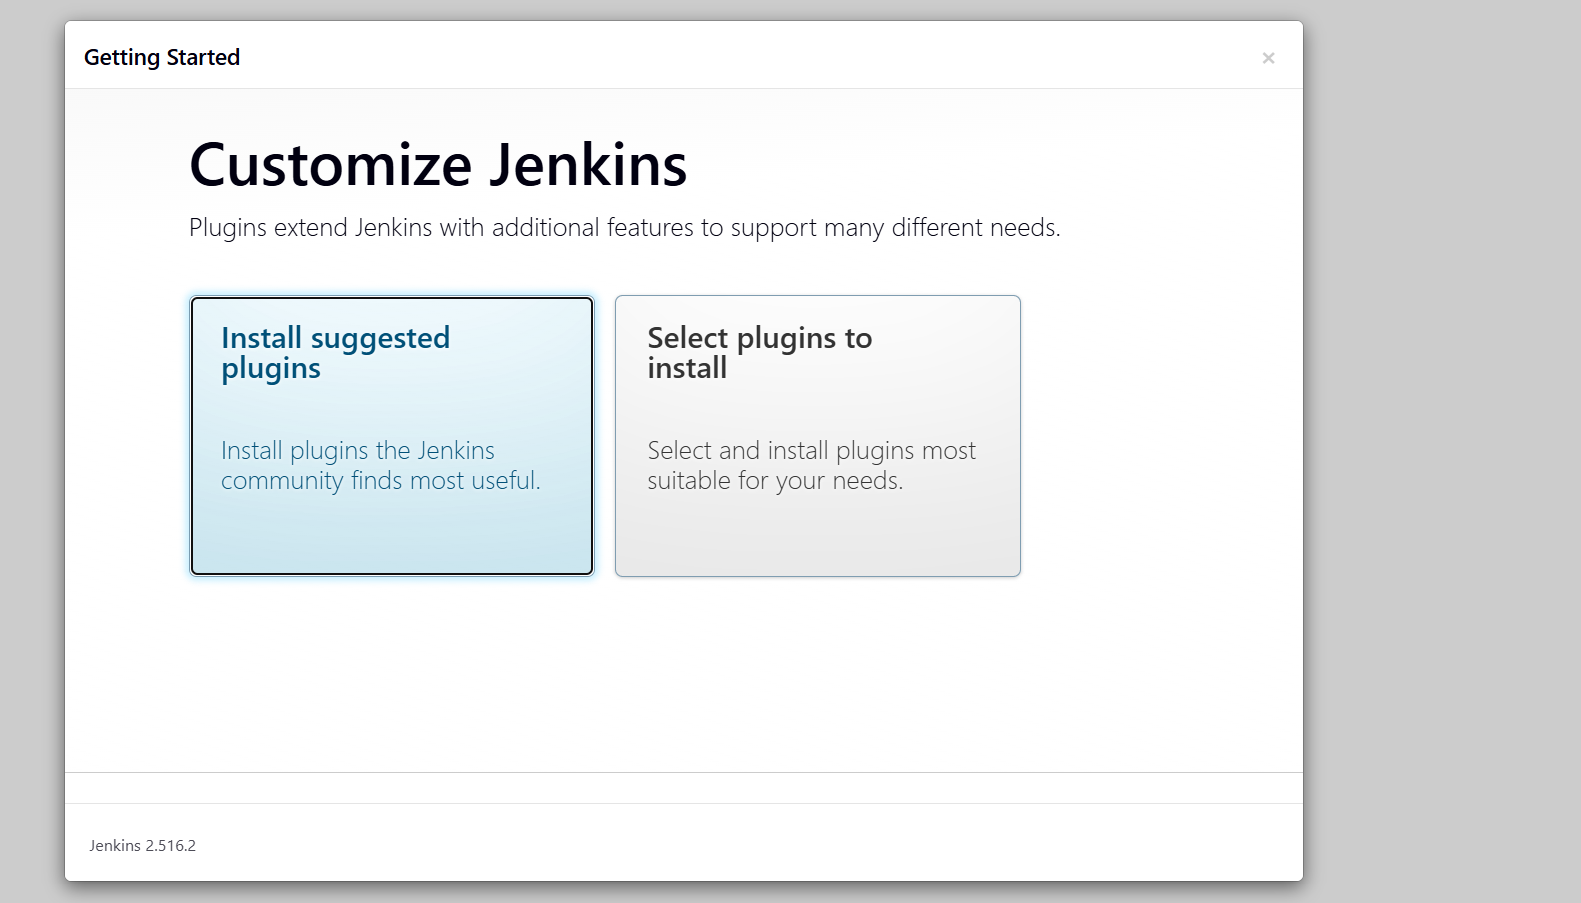 Getting Started
×
Customize Jenkins
Plugins extend Jenkins with additional features to support many different needs.
Install suggested
plugins
Install plugins the Jenkins
community finds most useful.
Select plugins to
install
Select and install plugins most
suitable for your needs.
Jenkins 2.516.2